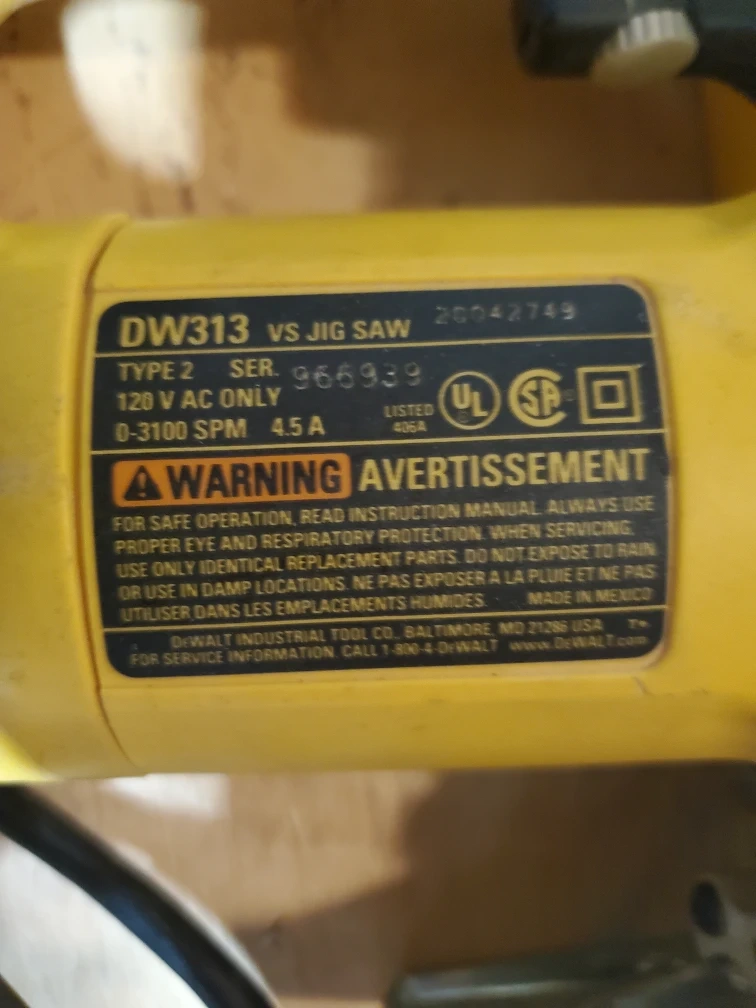 DW313 VS JIG SAW 20042749
TYPE 2 SER. 966939
120 V AC ONLY
0-3100 SPM 4.5 A
LISTED
406A
UL
SA
WARNING AVERTISSEMENT
FOR SAFE OPERATION, READ INSTRUCTION MANUAL. ALWAYS USE
PROPER EYE AND RESPIRATORY PROTECTION. WHEN SERVICING,
USE ONLY IDENTICAL REPLACEMENT PARTS. DO NOT EXPOSE TO RAIN
OR USE IN DAMP LOCATIONS. NE PAS EXPOSER A LA PLUIE ET NE PAS
UTILISER DANS LES EMPLACEMENTS HUMIDES. MADE IN MEXICO
DEWALT INDUSTRIAL TOOL CO., BALTIMORE, MD 21286 USA
FOR SERVICE INFORMATION, CALL 1-800-4-DEWALT www.DEWALT.com